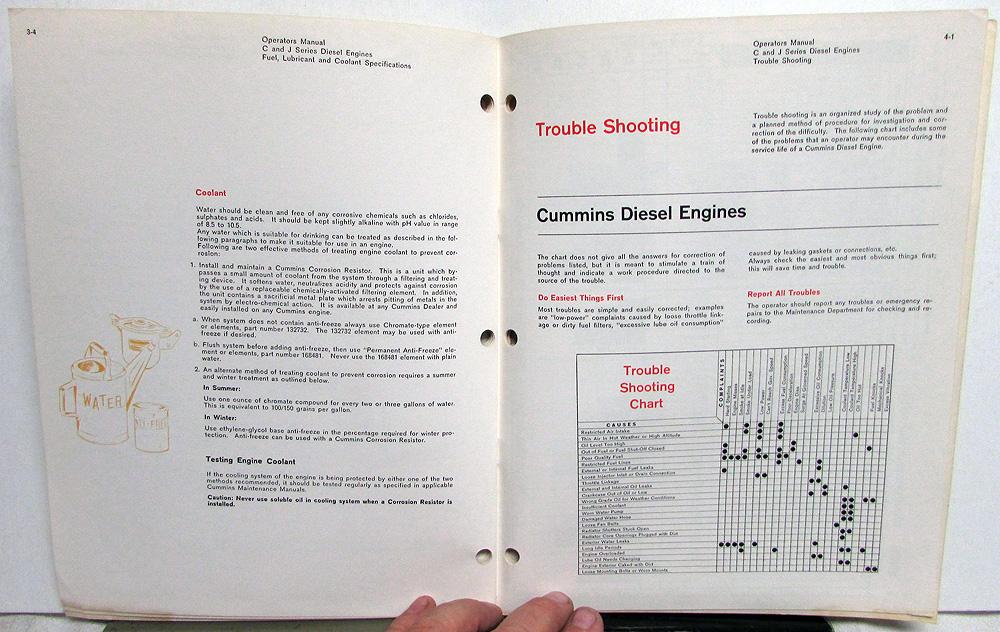 3-4
Operators Manual
C and J Series Diesel Engines
Fuel, Lubricant and Coolant Specifications
Coolant
Water should be clean and free of any corrosive chemicals such as chlorides,
sulphates and acids. It should be kept slightly alkaline with pH value in range
of 8.5 to 10.5.
Any water which is suitable for drinking can be treated as described in the fol-
lowing paragraphs to make it suitable for use in an engine.
Following are two effective methods of treating engine coolant to prevent cor-
rosion:
1. Install and maintain a Cummins Corrosion Resistor. This is a unit which by-
passes a small amount of coolant from the system through a filtering and treat-
ing device. It softens water, neutralizes acidity and protects against corrosion
by the use of a replaceable chemically-activated filtering element. In addition,
the unit contains a sacrificial metal plate which arrests pitting of metals in the
system by electro-chemical action. It is available at any Cummins Dealer and
easily installed on any Cummins engine.
a. When system does not contain anti-freeze always use Chromate-type element
or elements, part number 132732. The 132732 element may be used with anti-
freeze if desired.
b. Flush system before adding anti-freeze, then use "Permanent Anti-Freeze" ele-
ment or elements, part number 168481. Never use the 168481 element with plain
water.
2. An alternate method of treating coolant to prevent corrosion requires a summer
and winter treatment as outlined below.
In Summer:
Use one ounce of chromate compound for every two or three gallons of water.
This is equivalent to 100/150 grains per gallon.
In Winter:
Use ethylene-glycol base anti-freeze in the percentage required for winter pro-
tection. Anti-freeze can be used with a Cummins Corrosion Resistor.
Testing Engine Coolant
If the cooling system of the engine is being protected by either one of the two
methods recommended, it should be tested regularly as specified in applicable
Cummins Maintenance Manuals.
Caution: Never use soluble oil in cooling system when a Corrosion Resistor is
installed.
WATER
4-1
Operators Manual
C and J Series Diesel Engines
Trouble Shooting
Trouble Shooting
Trouble shooting is an organized study of the problem and
a planned method of procedure for investigation and cor-
rection of the difficulty. The following chart includes some
of the problems that an operator may encounter during the
service life of a Cummins Diesel Engine.
Cummins Diesel Engines
The chart does not give all the answers for correction of
problems listed, but it is meant to stimulate a train of
thought and indicate a work procedure directed to the
source of the trouble.
Do Easiest Things First
Most troubles are simple and easily corrected; examples
are "low-power" complaints caused by loose throttle link-
age or dirty fuel filters, "excessive lube oil consumption"
caused by leaking gaskets or connections, etc.
Always check the easiest and most obvious things first;
this will save time and trouble.
Report All Troubles
The operator should report any troubles or emergency re-
pairs to the Maintenance Department for checking and re-
cording.
Trouble
Shooting
Chart
COMPLAINTS
CAUSES
Restricted Air Intake
Thin Air In Hot Weather or High Altitude
Oil Level Too High
Out of Fuel or Fuel Shut-Off Closed
Poor Quality Fuel
Restricted Fuel Lines
External or Internal Fuel Leaks
Loose Injector Inlet or Drain Connection
Throttle Linkage
External and Internal Oil Leaks
Crankcase Out of Oil or Low
Wrong Grade Oil for Weather Conditions
Insufficient Coolant
Worn Water Pump
Damaged Water Hose
Loose Fan Belts
Radiator Shutters Stuck Open
Radiator Core Openings Plugged with Dirt
Exterior Water Leaks
Long Idle Periods
Engine Overloaded
Lube Oil Needs Changing
Engine Exterior Caked with Dirt
Loose Mounting Bolts or Worn Mounts